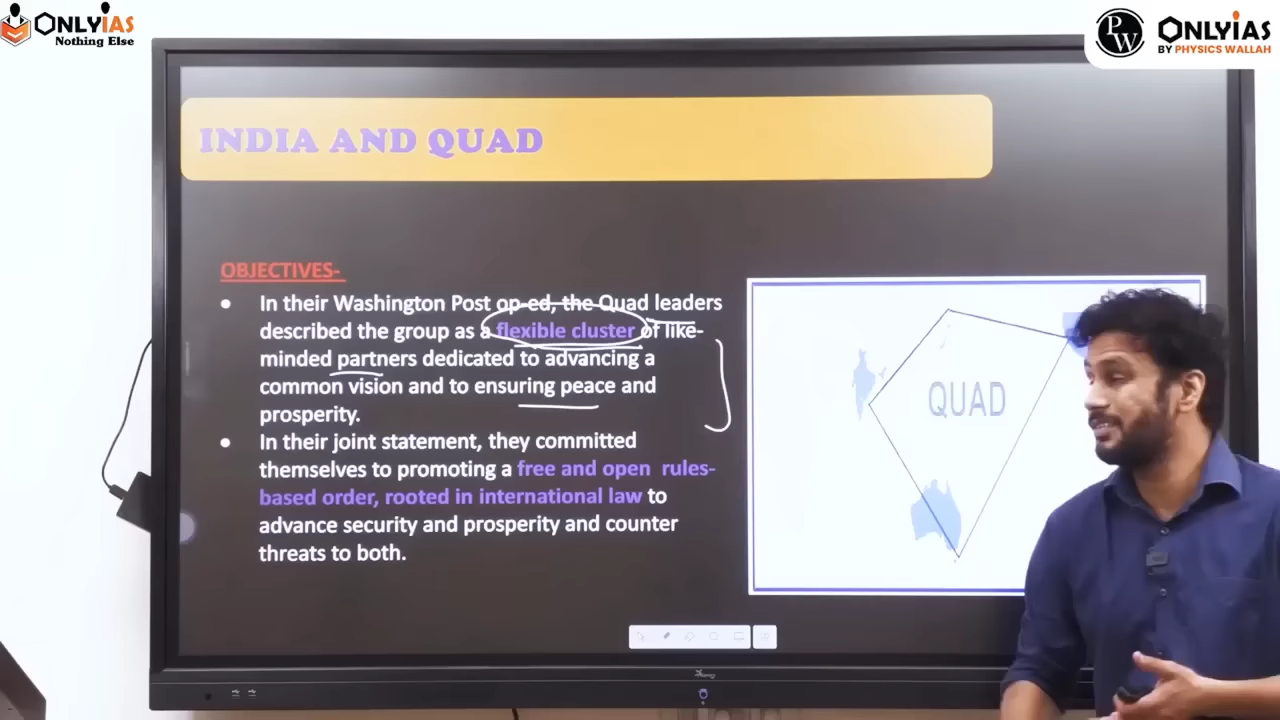 ONLYIAS
Nothing Else
PW
ONLYIAS
BY PHYSICS WALLAH
INDIA AND QUAD
OBJECTIVES-
• In their Washington Post op-ed, the Quad leaders
described the group as a flexible cluster of like-
minded partners dedicated to advancing a
common vision and to ensuring peace and
prosperity.
• In their joint statement, they committed
themselves to promoting a free and open rules-
based order, rooted in international law to
advance security and prosperity and counter
threats to both.
QUAD